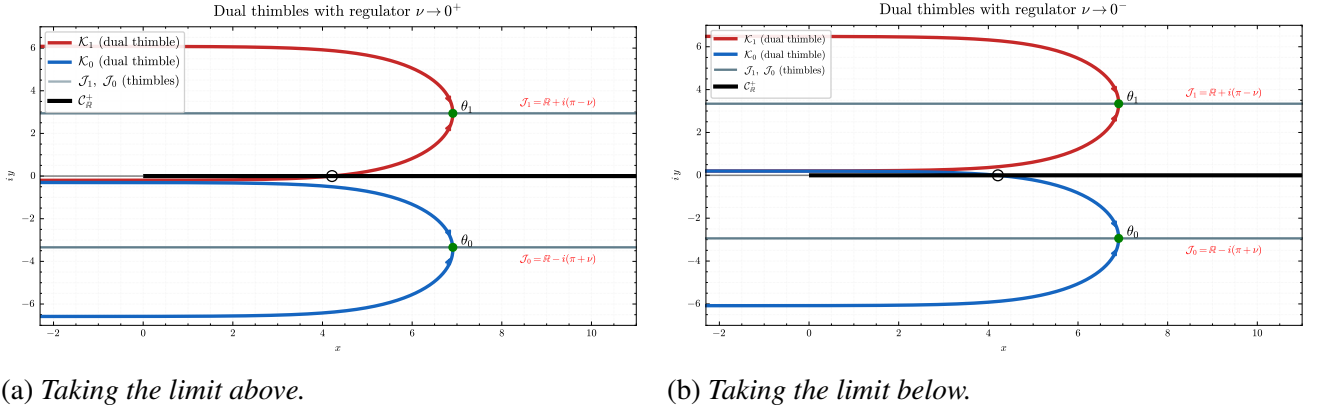 Dual thimbles with regulator ν → 0⁺
6
4
2
0
−2
−4
−6
i y
𝒦₁ (dual thimble)
𝒦₀ (dual thimble)
𝒥₁, 𝒥₀ (thimbles)
𝒞ℝ⁺
θ₁
𝒥₁ = ℝ + i(π − ν)
θ₀
𝒥₀ = ℝ − i(π + ν)
−2 0 2 4 6 8 10
x
(a) Taking the limit above.
Dual thimbles with regulator ν → 0⁻
6
4
2
0
−2
−4
−6
i y
𝒦₁ (dual thimble)
𝒦₀ (dual thimble)
𝒥₁, 𝒥₀ (thimbles)
𝒞ℝ⁺
θ₁
𝒥₁ = ℝ + i(π − ν)
θ₀
𝒥₀ = ℝ − i(π + ν)
−2 0 2 4 6 8 10
x
(b) Taking the limit below.